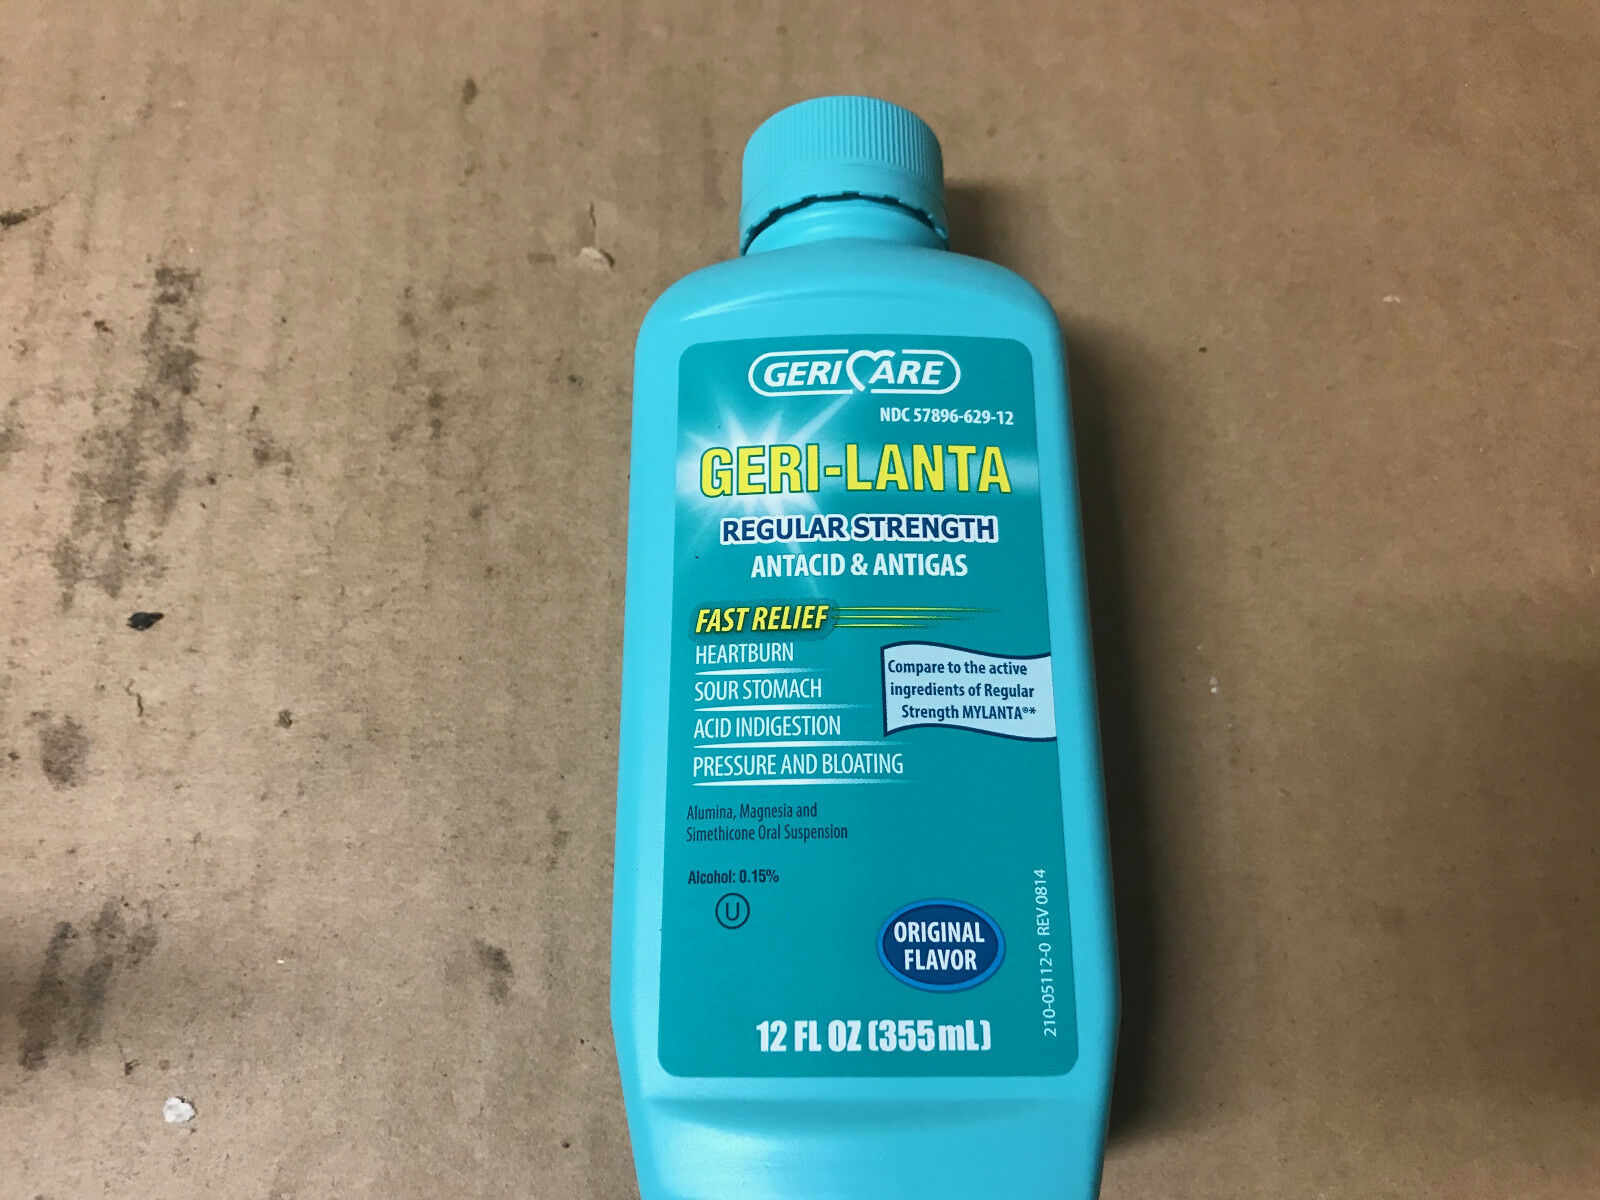 GERI CARE
NDC 57896-629-12
GERI-LANTA
REGULAR STRENGTH
ANTACID & ANTIGAS
FAST RELIEF
HEARTBURN
SOUR STOMACH
ACID INDIGESTION
PRESSURE AND BLOATING
Compare to the active
ingredients of Regular
Strength MYLANTA®*
Alumina, Magnesia and
Simethicone Oral Suspension
Alcohol: 0.15%
U
ORIGINAL
FLAVOR
210-05112-0 REV 0814
12 FL OZ (355mL)